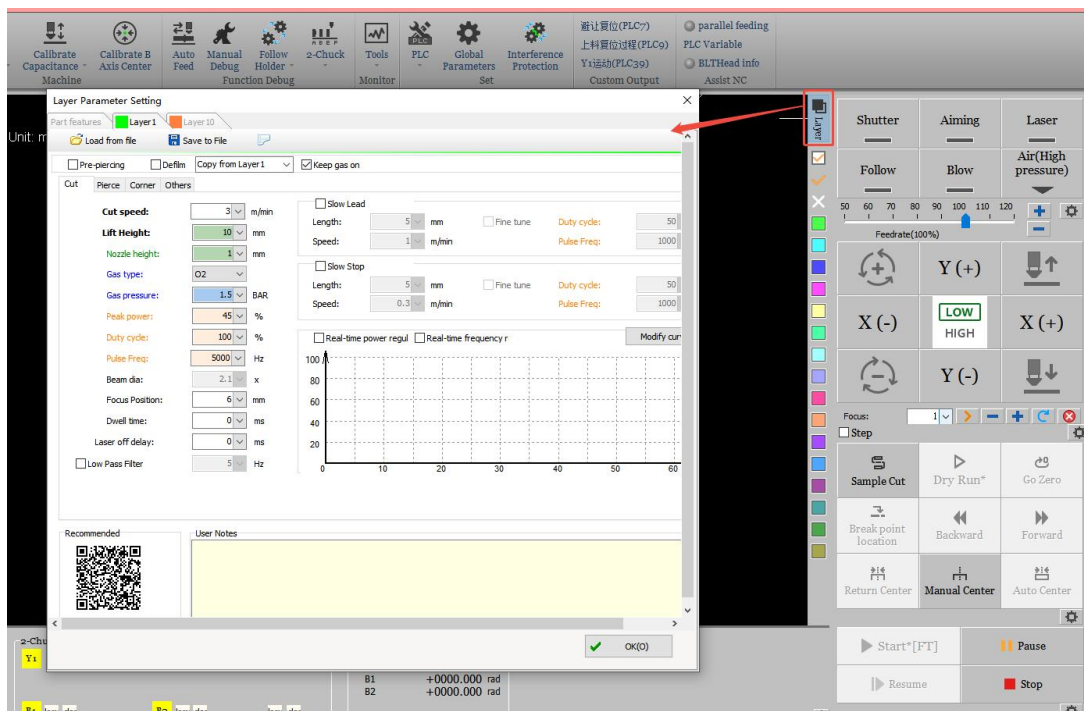 Calibrate Capacitance
Calibrate B Axis Center
Machine
Auto Feed
Manual Debug
Follow Holder
2-Chuck
Function Debug
Tools
Monitor
PLC
Global Parameters
Interference Protection
Set
避让复位(PLC7)
上料复位过程(PLC9)
Y1运动(PLC39)
Custom Output
parallel feeding
PLC Variable
BLTHead info
Assist NC
Layer Parameter Setting
Part features
Layer1
Layer10
Unit: m
Load from file
Save to File
Pre-piercing
Defilm
Copy from Layer1
Keep gas on
Cut
Pierce
Corner
Others
Cut speed: 3 m/min
Lift Height: 10 mm
Nozzle height: 1 mm
Gas type: O2
Gas pressure: 1.5 BAR
Peak power: 45 %
Duty cycle: 100 %
Pulse Freq: 5000 Hz
Beam dia: 2.1 x
Focus Position: 6 mm
Dwell time: 0 ms
Laser off delay: 0 ms
Low Pass Filter 5 Hz
Slow Lead
Length: 5 mm Fine tune Duty cycle: 50
Speed: 1 m/min Pulse Freq: 1000
Slow Stop
Length: 5 mm Fine tune Duty cycle: 50
Speed: 0.3 m/min Pulse Freq: 1000
Real-time power regul
Real-time frequency r
Modify cur
100
80
60
40
20
0 10 20 30 40 50 60
Recommended
User Notes
OK(O)
2-Chu
Y1
B1 +0000.000 rad
B2 +0000.000 rad
Layer
Shutter
Aiming
Laser
Follow
Blow
Air(High pressure)
50 60 70 80 90 100 110 120
Feedrate(100%)
Y (+)
X (-)
LOW
HIGH
X (+)
Y (-)
Focus: 1
Step
Sample Cut
Dry Run*
Go Zero
Break point location
Backward
Forward
Return Center
Manual Center
Auto Center
Start*[FT]
Pause
Resume
Stop